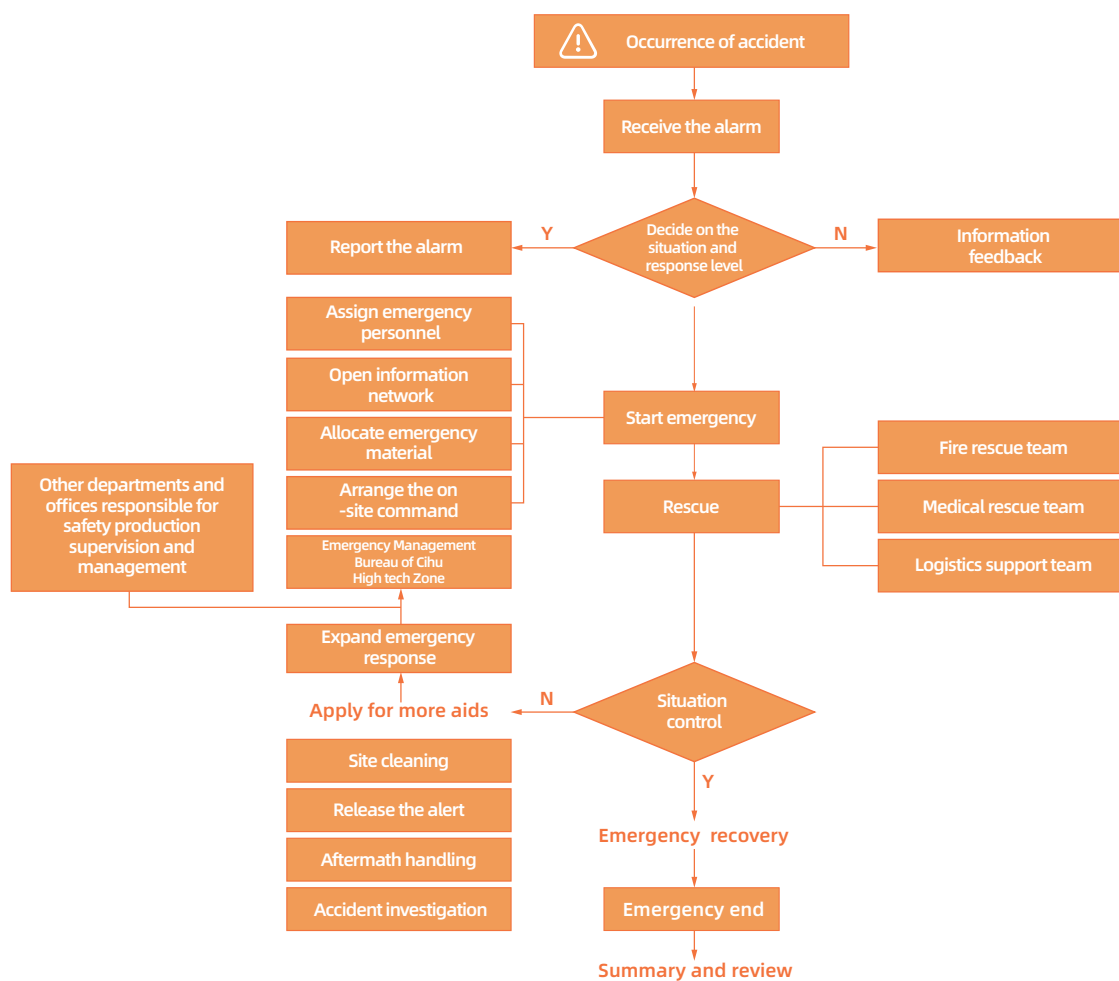 Occurrence of accident
Receive the alarm
Decide on the
situation and
response level
Y
N
Report the alarm
Information
feedback
Assign emergency
personnel
Open information
network
Allocate emergency
material
Arrange the on
-site command
Start emergency
Rescue
Fire rescue team
Medical rescue team
Logistics support team
Other departments and
offices responsible for
safety production
supervision and
management
Emergency Management
Bureau of Cihu
High tech Zone
Expand emergency
response
Apply for more aids
N
Situation
control
Y
Site cleaning
Release the alert
Aftermath handling
Accident investigation
Emergency recovery
Emergency end
Summary and review